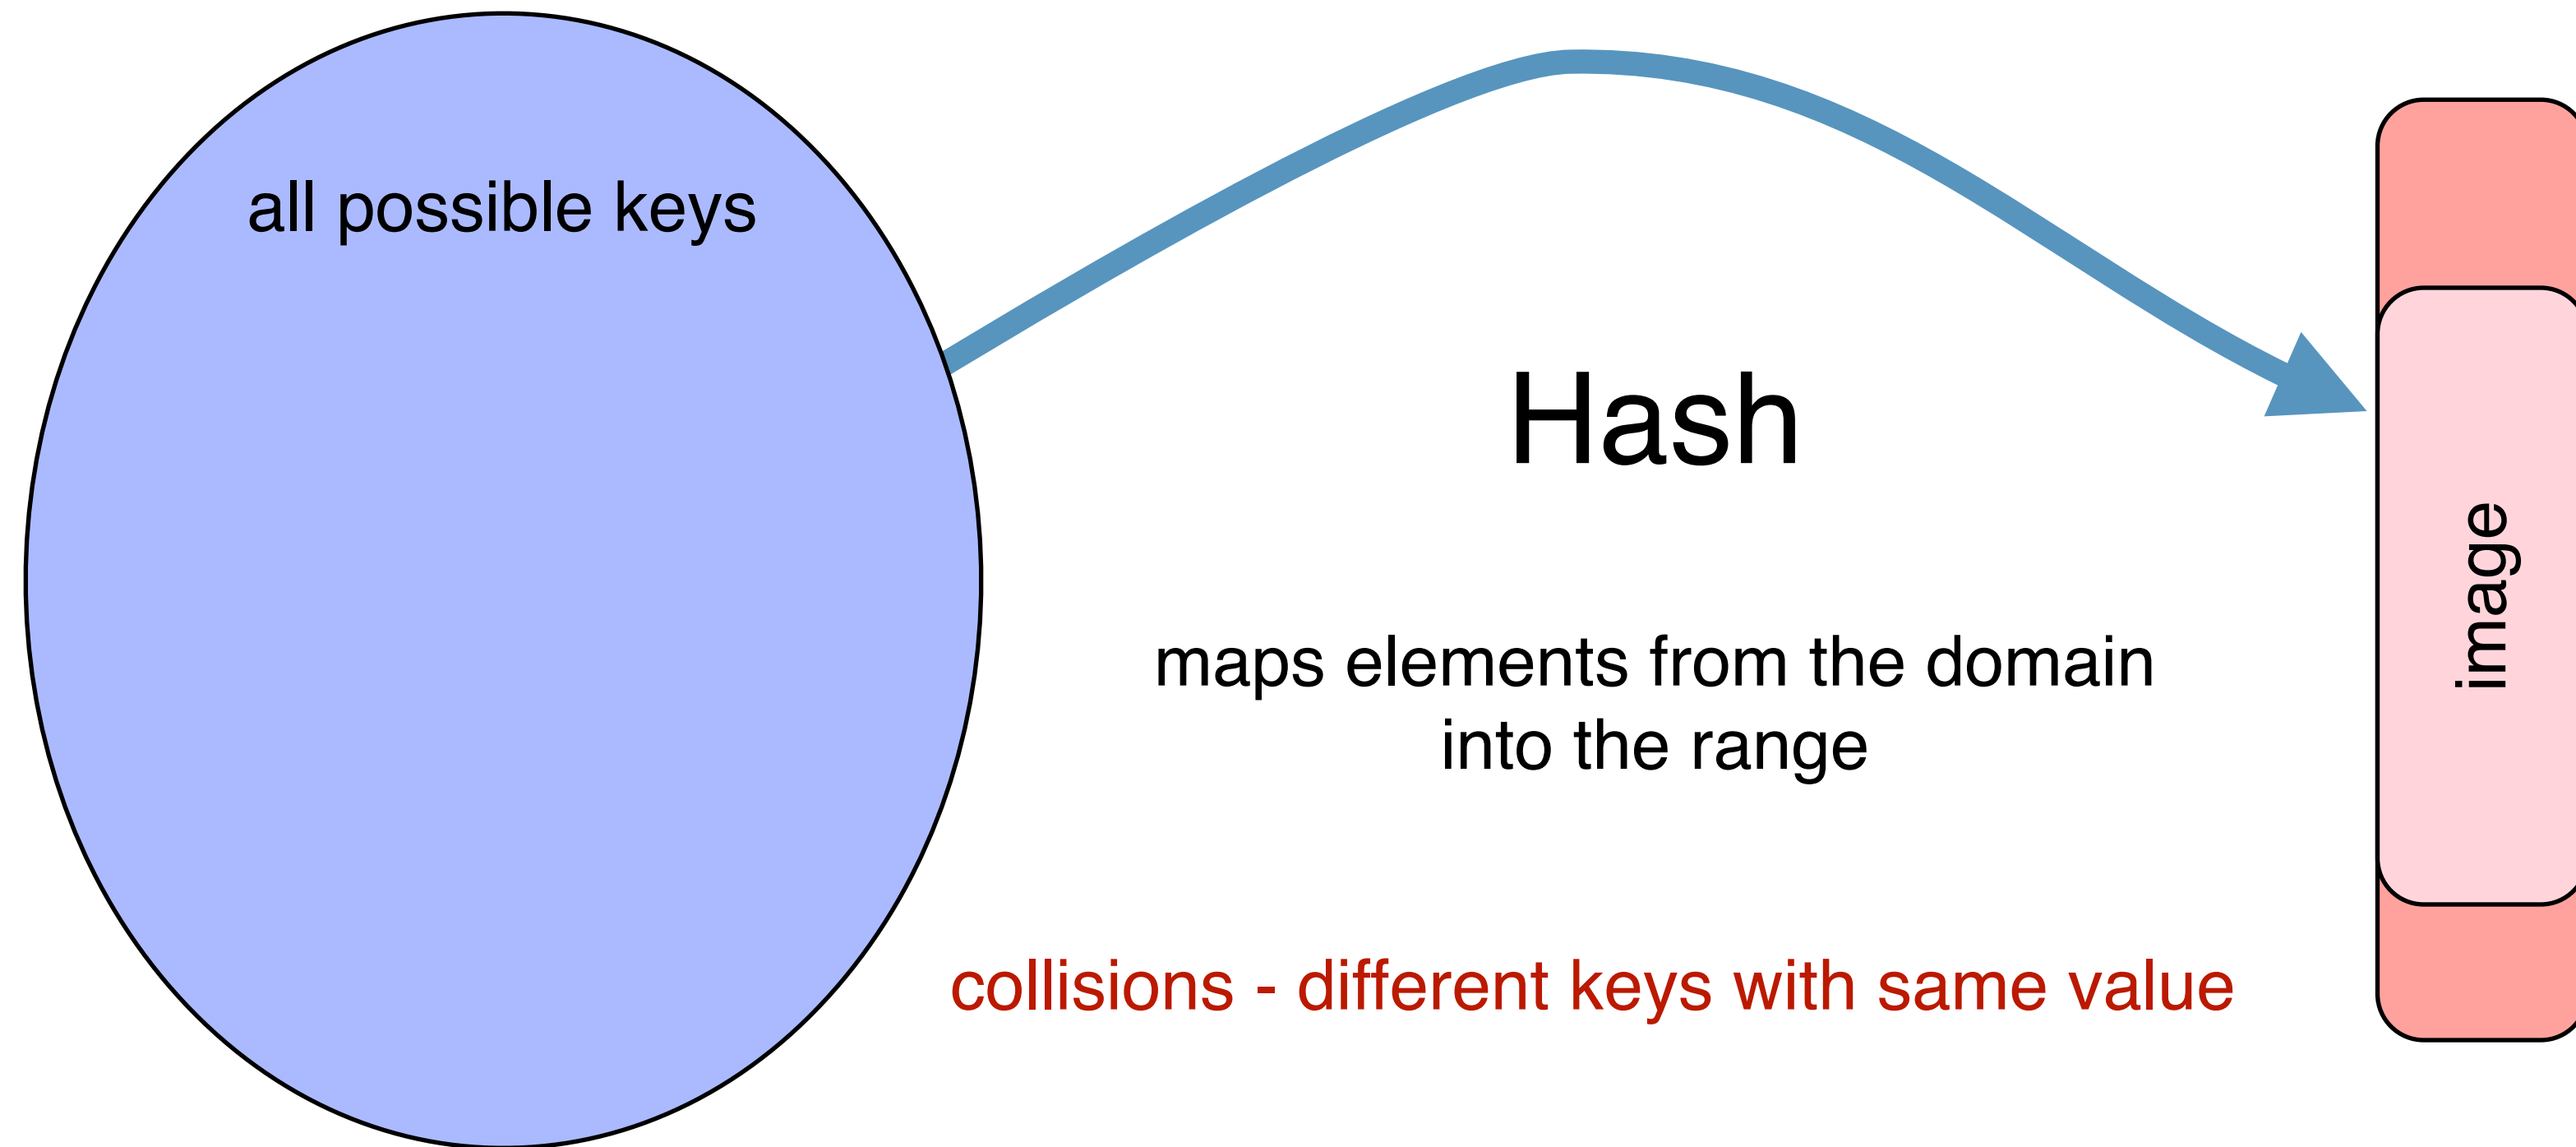 all possible keys
Hash
maps elements from the domain
into the range
collisions - different keys with same value
image